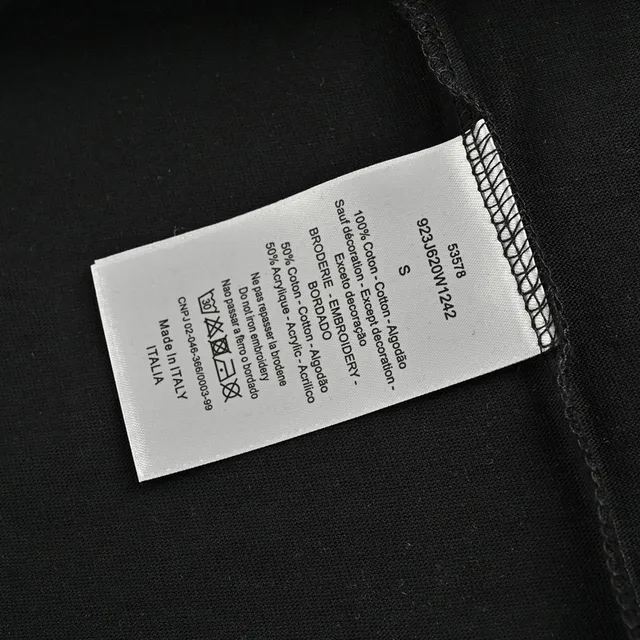 53578
923J620W1242
S
100% Coton - Cotton - Algodão
Sauf décoration - Except decoration -
Exceto decoração
BRODERIE - EMBROIDERY -
BORDADO
50% Coton - Cotton - Algodão
50% Acrylique - Acrylic - Acrílico
Ne pas repasser la broderie
Do not iron embroidery
Nao passar a ferro o bordado
30
CNPJ 02-046-366/0003-99
Made In ITALY
ITALIA